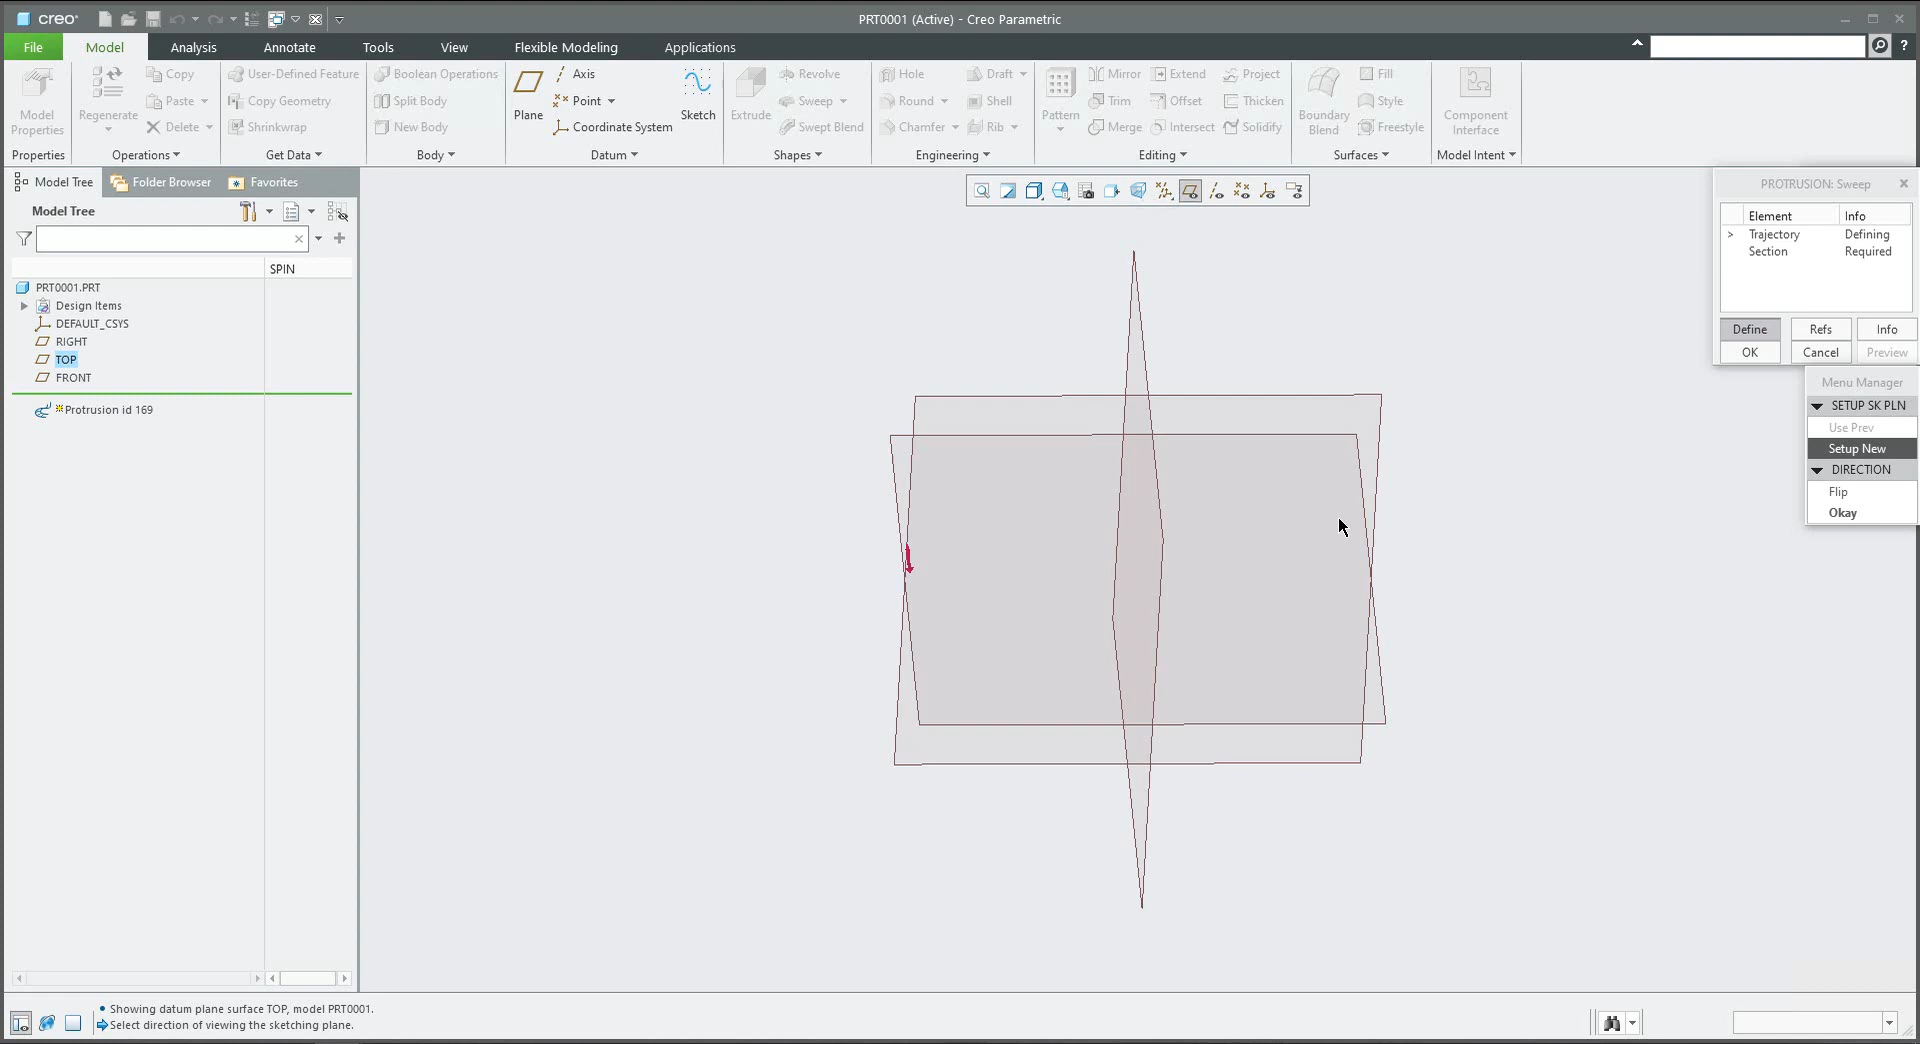 creo
PRT0001 (Active) - Creo Parametric
File Model Analysis Annotate Tools View Flexible Modeling Applications ?
Model Properties
Properties
Regenerate
Copy
Paste
Delete
Operations
User-Defined Feature
Copy Geometry
Shrinkwrap
Get Data
Boolean Operations
Split Body
New Body
Body
Plane
Axis
Point
Coordinate System
Sketch
Datum
Extrude
Revolve
Sweep
Swept Blend
Shapes
Hole
Round
Chamfer
Draft
Shell
Rib
Engineering
Pattern
Mirror
Trim
Merge
Extend
Offset
Intersect
Project
Thicken
Solidify
Editing
Boundary Blend
Fill
Style
Freestyle
Surfaces
Component Interface
Model Intent
Model Tree Folder Browser Favorites
Model Tree
SPIN
PRT0001.PRT
Design Items
DEFAULT_CSYS
RIGHT
TOP
FRONT
Protrusion id 169
PROTRUSION: Sweep
Element Info
> Trajectory Defining
Section Required
Define Refs Info
OK Cancel Preview
Menu Manager
SETUP SK PLN
Use Prev
Setup New
DIRECTION
Flip
Okay
• Showing datum plane surface TOP, model PRT0001.
Select direction of viewing the sketching plane.